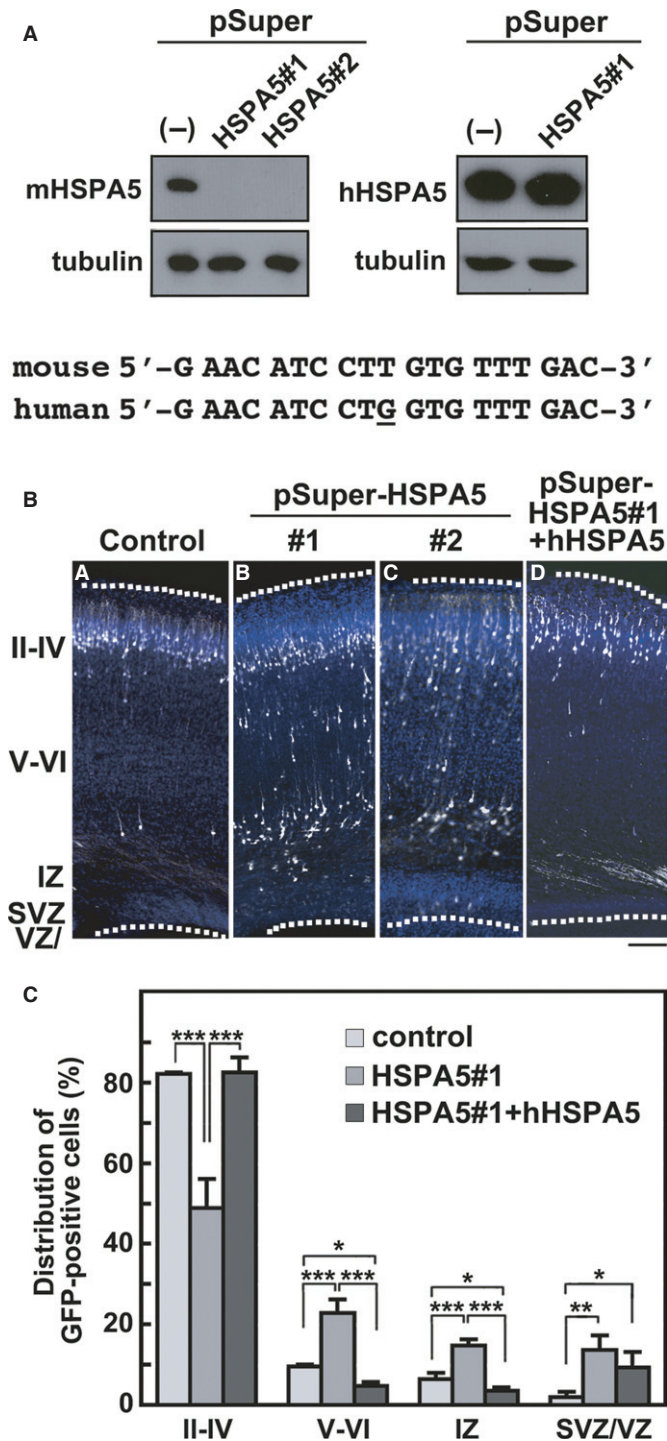 A
pSuper
pSuper
(–) HSPA5#1 HSPA5#2
(–) HSPA5#1
mHSPA5
hHSPA5
tubulin
tubulin
mouse 5′-G AAC ATC CTT GTG TTT GAC-3′
human 5′-G AAC ATC CTG GTG TTT GAC-3′
B
pSuper-HSPA5
pSuper-
HSPA5#1
+hHSPA5
Control
#1
#2
A
B
C
D
II-IV
V-VI
IZ
SVZ
VZ/
C
Distribution of
GFP-positive cells (%)
80
60
40
20
0
control
HSPA5#1
HSPA5#1+hHSPA5
*** ***
*
*** ***
*
*** ***
*
**
II-IV V-VI IZ SVZ/VZ